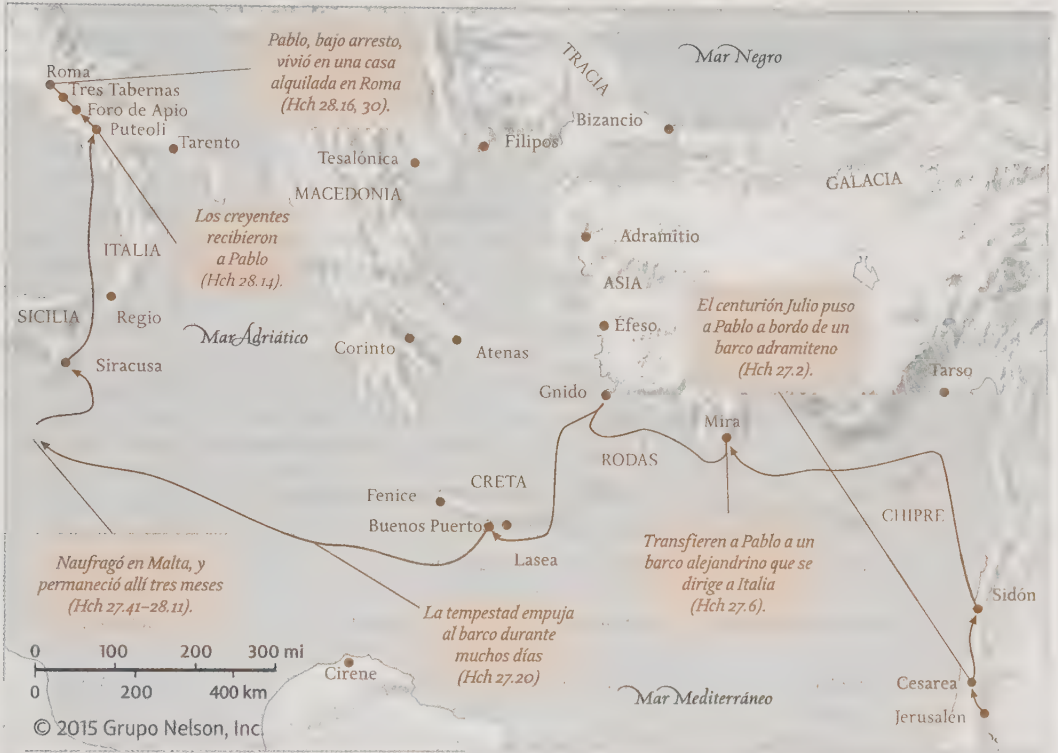 Pablo, bajo arresto,
vivió en una casa
alquilada en Roma
(Hch 28.16, 30).
Mar Negro
TRACIA
Roma
Tres Tabernas
Foro de Apio
Puteoli
Tarento
Bizancio
Filipos
Tesalónica
MACEDONIA
GALACIA
Los creyentes
recibieron
a Pablo
(Hch 28.14).
ITALIA
Adramitio
ASIA
SICILIA
Regio
Mar Adriático
Éfeso
El centurión Julio puso
a Pablo a bordo de un
barco adramiteno
(Hch 27.2).
Siracusa
Corinto
Atenas
Tarso
Gnido
Mira
RODAS
CRETA
Fenice
Buenos Puerto
Lasea
CHIPRE
Naufragó en Malta, y
permaneció allí tres meses
(Hch 27.41–28.11).
Transfieren a Pablo a un
barco alejandrino que se
dirige a Italia
(Hch 27.6).
Sidón
La tempestad empuja
al barco durante
muchos días
(Hch 27.20)
0 100 200 300 mi
0 200 400 km
Cirene
Mar Mediterráneo
Cesarea
Jerusalén
© 2015 Grupo Nelson, Inc.